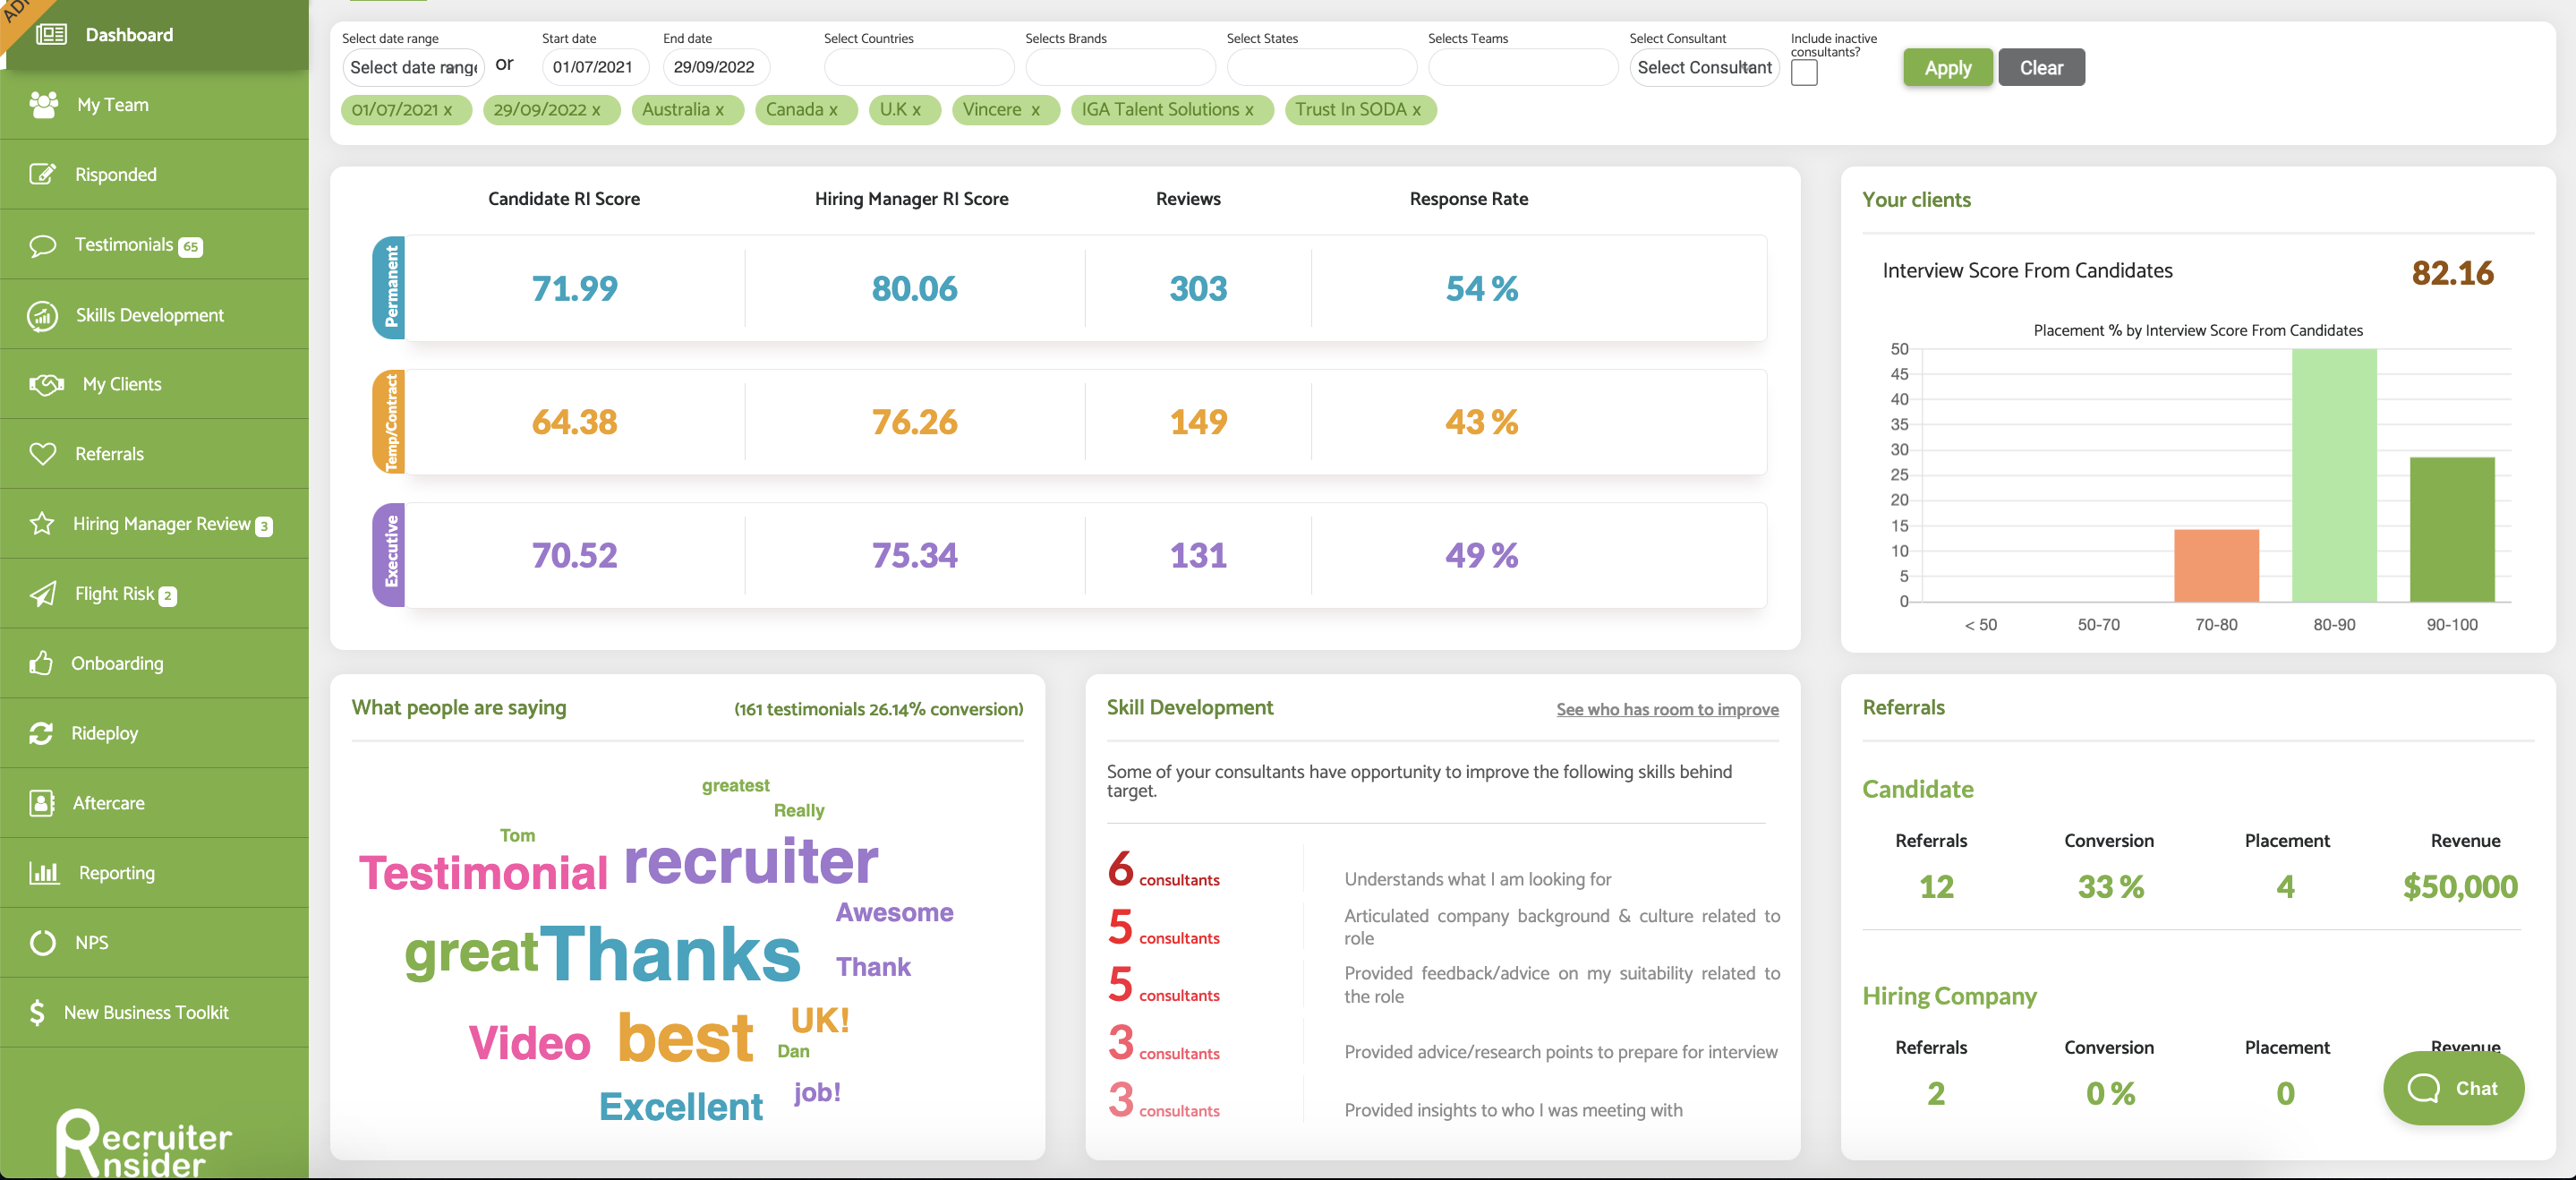 Dashboard
My Team
Risponded
Testimonials 65
Skills Development
My Clients
Referrals
Hiring Manager Review 3
Flight Risk 2
Onboarding
Rideploy
Aftercare
Reporting
NPS
New Business Toolkit
Recruiter
Insider
Select date range
Start date
End date
Select Countries
Selects Brands
Select States
Selects Teams
Select Consultant
Include inactive
consultants?
Select date range
or
01/07/2021
29/09/2022
Select Consultant
Apply
Clear
01/07/2021 x
29/09/2022 x
Australia x
Canada x
U.K x
Vincere x
IGA Talent Solutions x
Trust In SODA x
Candidate RI Score
Hiring Manager RI Score
Reviews
Response Rate
Permanent
71.99
80.06
303
54 %
Temp/Contract
64.38
76.26
149
43 %
Executive
70.52
75.34
131
49 %
Your clients
Interview Score From Candidates
82.16
Placement % by Interview Score From Candidates
50
45
40
35
30
25
20
15
10
5
0
< 50
50-70
70-80
80-90
90-100
What people are saying
(161 testimonials 26.14% conversion)
greatest
Really
Tom
Testimonial
recruiter
Awesome
great
Thanks
Thank
Video
best
UK!
Dan
Excellent
job!
Skill Development
See who has room to improve
Some of your consultants have opportunity to improve the following skills behind
target.
6 consultants
Understands what I am looking for
5 consultants
Articulated company background & culture related to
role
5 consultants
Provided feedback/advice on my suitability related to
the role
3 consultants
Provided advice/research points to prepare for interview
3 consultants
Provided insights to who I was meeting with
Referrals
Candidate
Referrals
Conversion
Placement
Revenue
12
33 %
4
$50,000
Hiring Company
Referrals
Conversion
Placement
Revenue
2
0 %
0
Chat